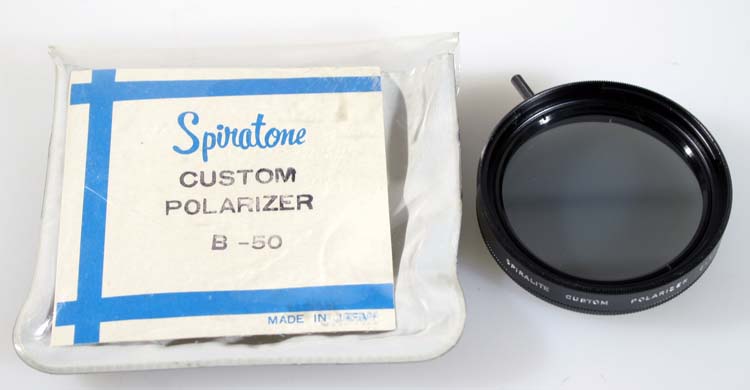 Spiratone
CUSTOM
POLARIZER
B-50
MADE IN JAPAN
SPIRALITE CUSTOM POLARIZER